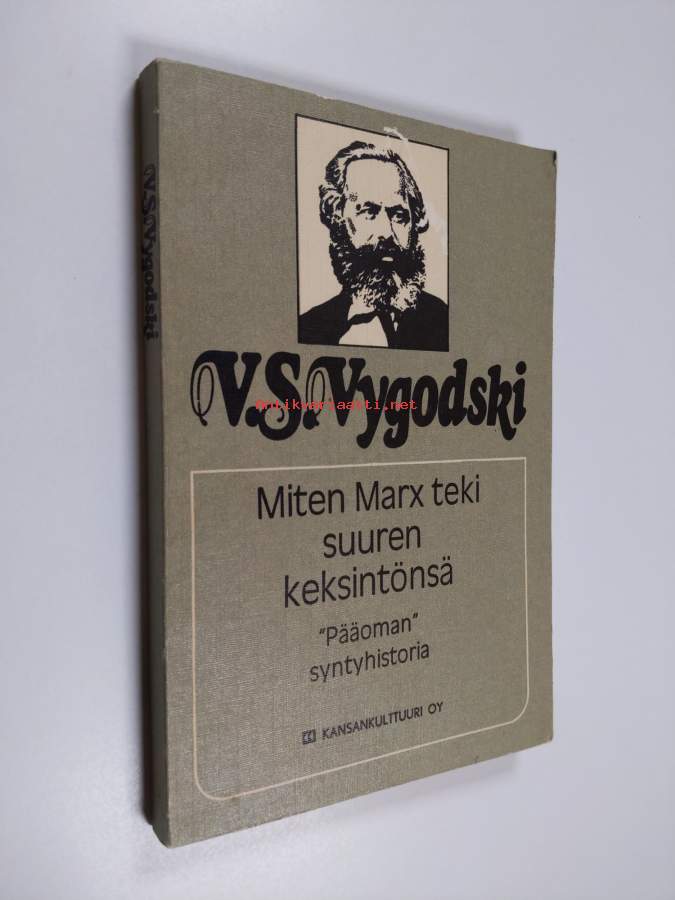 V.S. Vygodski
V.S. Vygodski
antikvariaatti.net
Miten Marx teki
suuren
keksintönsä
"Pääoman"
syntyhistoria
KANSANKULTTUURI OY